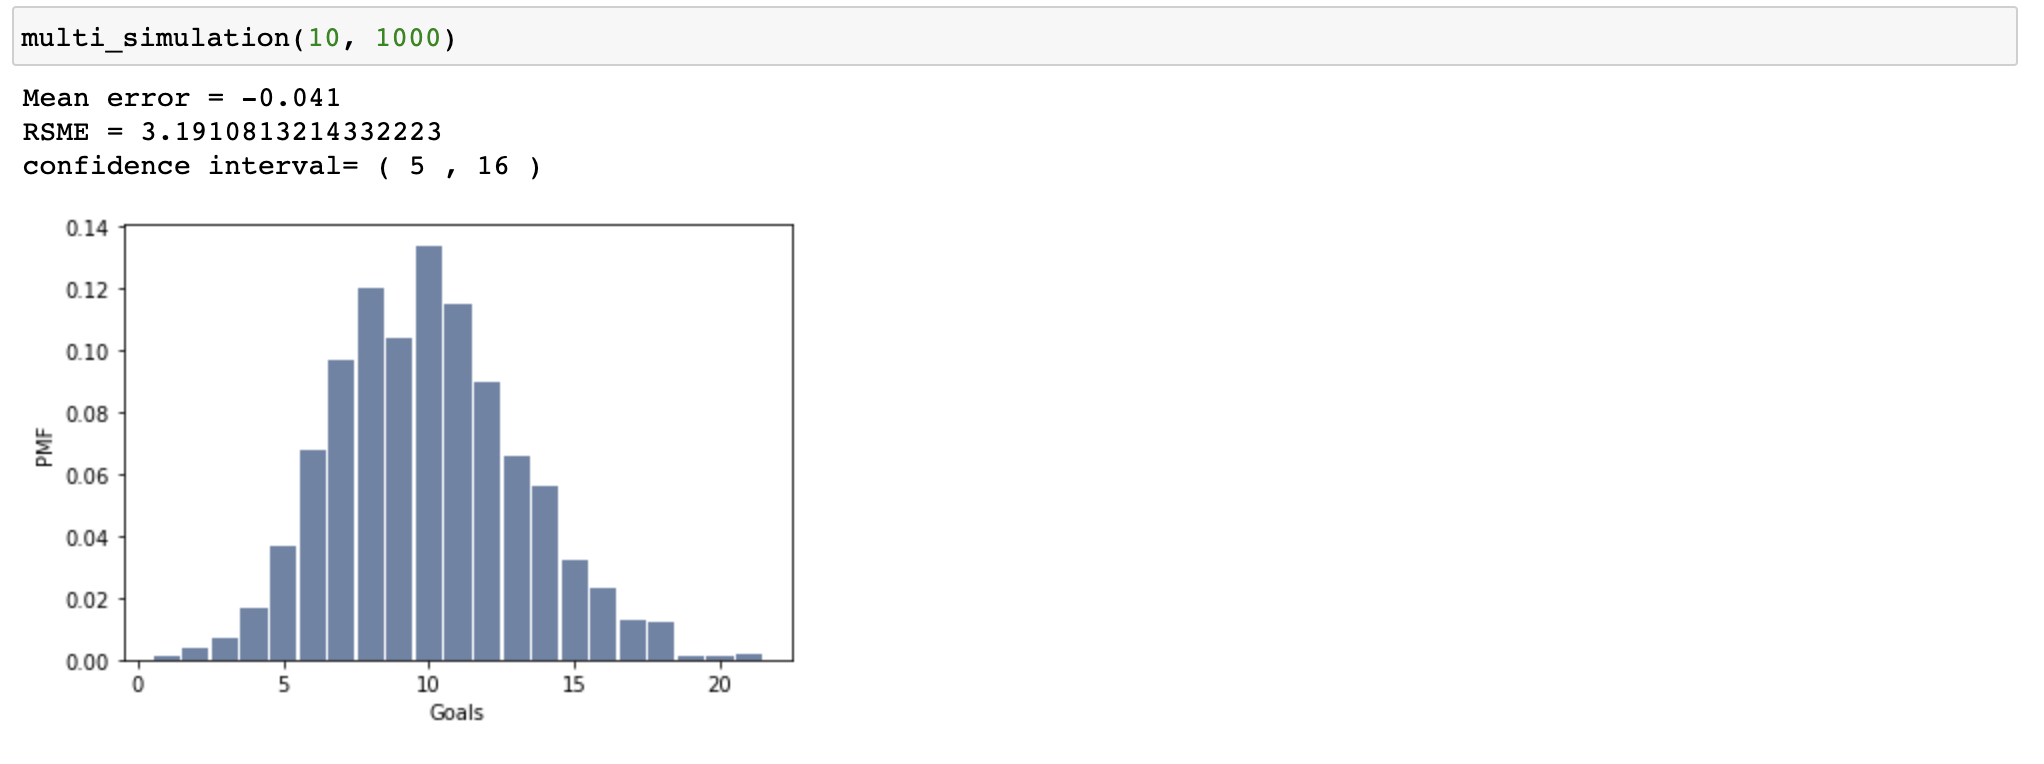 multi_simulation(10, 1000)
Mean error = -0.041
RSME = 3.1910813214332223
confidence interval= ( 5 , 16 )
0.14
0.12
0.10
0.08
0.06
0.04
0.02
0.00
PMF
0 5 10 15 20
Goals